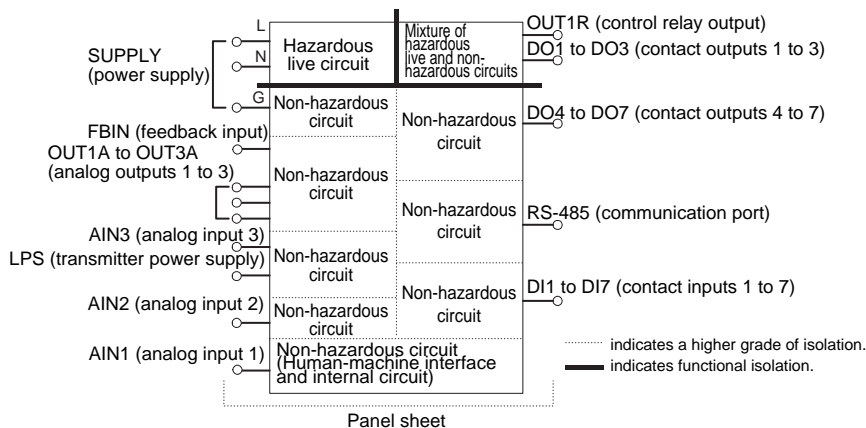 L
SUPPLY
(power supply)
N
G
Hazardous
live circuit
Mixture of
hazardous
live and non-
hazardous circuits
OUT1R (control relay output)
DO1 to DO3 (contact outputs 1 to 3)
Non-hazardous
circuit
Non-hazardous
circuit
DO4 to DO7 (contact outputs 4 to 7)
FBIN (feedback input)
OUT1A to OUT3A
(analog outputs 1 to 3)
Non-hazardous
circuit
Non-hazardous
circuit
RS-485 (communication port)
AIN3 (analog input 3)
LPS (transmitter power supply)
Non-hazardous
circuit
Non-hazardous
circuit
DI1 to DI7 (contact inputs 1 to 7)
AIN2 (analog input 2)
Non-hazardous
circuit
AIN1 (analog input 1)
Non-hazardous circuit
(Human-machine interface
and internal circuit)
indicates a higher grade of isolation.
indicates functional isolation.
Panel sheet